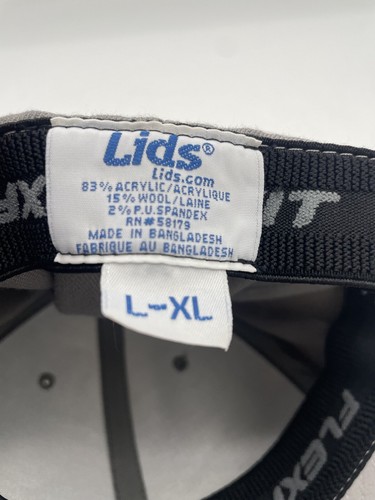 Lids®
Lids.com
83% ACRYLIC/ACRYLIQUE
15% WOOL/LAINE
2% P.U.SPANDEX
RN#58179
MADE IN BANGLADESH
FABRIQUE AU BANGLADESH
L-XL